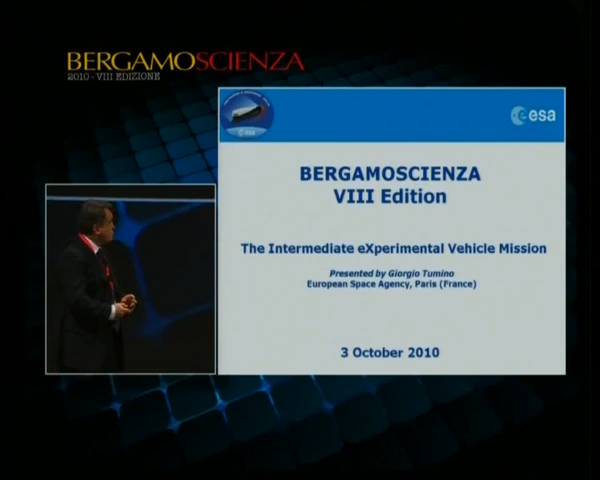 BERGAMOSCIENZA
2010 - VIII EDIZIONE
esa
esa
BERGAMOSCIENZA
VIII Edition
The Intermediate eXperimental Vehicle Mission
Presented by Giorgio Tumino
European Space Agency, Paris (France)
3 October 2010